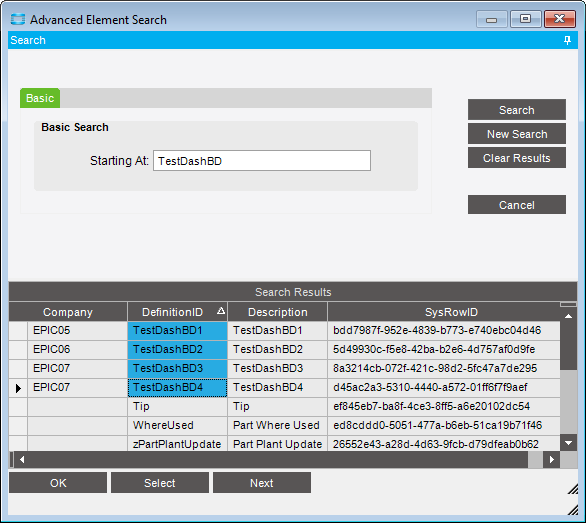 Advanced Element Search
Search
Basic
Basic Search
Starting At: TestDashBD
Search
New Search
Clear Results
Cancel
Search Results
Company DefinitionID Description SysRowID
EPIC05 TestDashBD1 TestDashBD1 bdd7987f-952e-4839-b773-e740ebc04d46
EPIC06 TestDashBD2 TestDashBD2 5d49930c-f5e8-42ba-b2e6-4d757af0d9fe
EPIC07 TestDashBD3 TestDashBD3 8a3214cb-072f-421c-98d2-5fc47a7de295
EPIC07 TestDashBD4 TestDashBD4 d45ac2a3-5310-4440-a572-01ff6f7f9aef
Tip Tip ef845eb7-ba8f-4ce3-8ff5-a6e20102dc54
WhereUsed Part Where Used ed8cddd0-5051-477a-b6eb-51ca19b71f46
zPartPlantUpdate Part Plant Update 26552e43-a28d-4d63-9fcb-d79dfeab0b62
OK Select Next